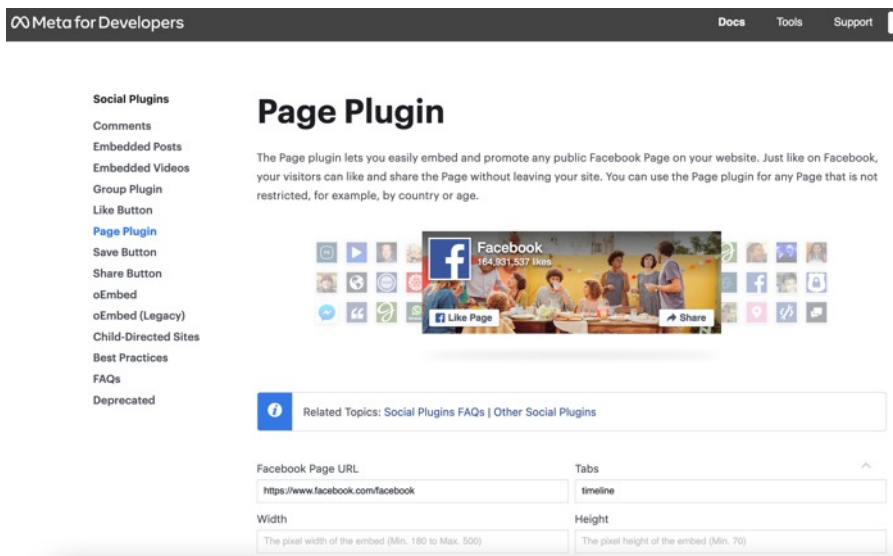 Meta for Developers
Docs Tools Support
Social Plugins
Comments
Embedded Posts
Embedded Videos
Group Plugin
Like Button
Page Plugin
Save Button
Share Button
oEmbed
oEmbed (Legacy)
Child-Directed Sites
Best Practices
FAQs
Deprecated
Page Plugin
The Page plugin lets you easily embed and promote any public Facebook Page on your website. Just like on Facebook,
your visitors can like and share the Page without leaving your site. You can use the Page plugin for any Page that is not
restricted, for example, by country or age.
Facebook
164,931,537 likes
Like Page
Share
Related Topics: Social Plugins FAQs | Other Social Plugins
Facebook Page URL
https://www.facebook.com/facebook
Tabs
timeline
Width
The pixel width of the embed (Min. 180 to Max. 500)
Height
The pixel height of the embed (Min. 70)